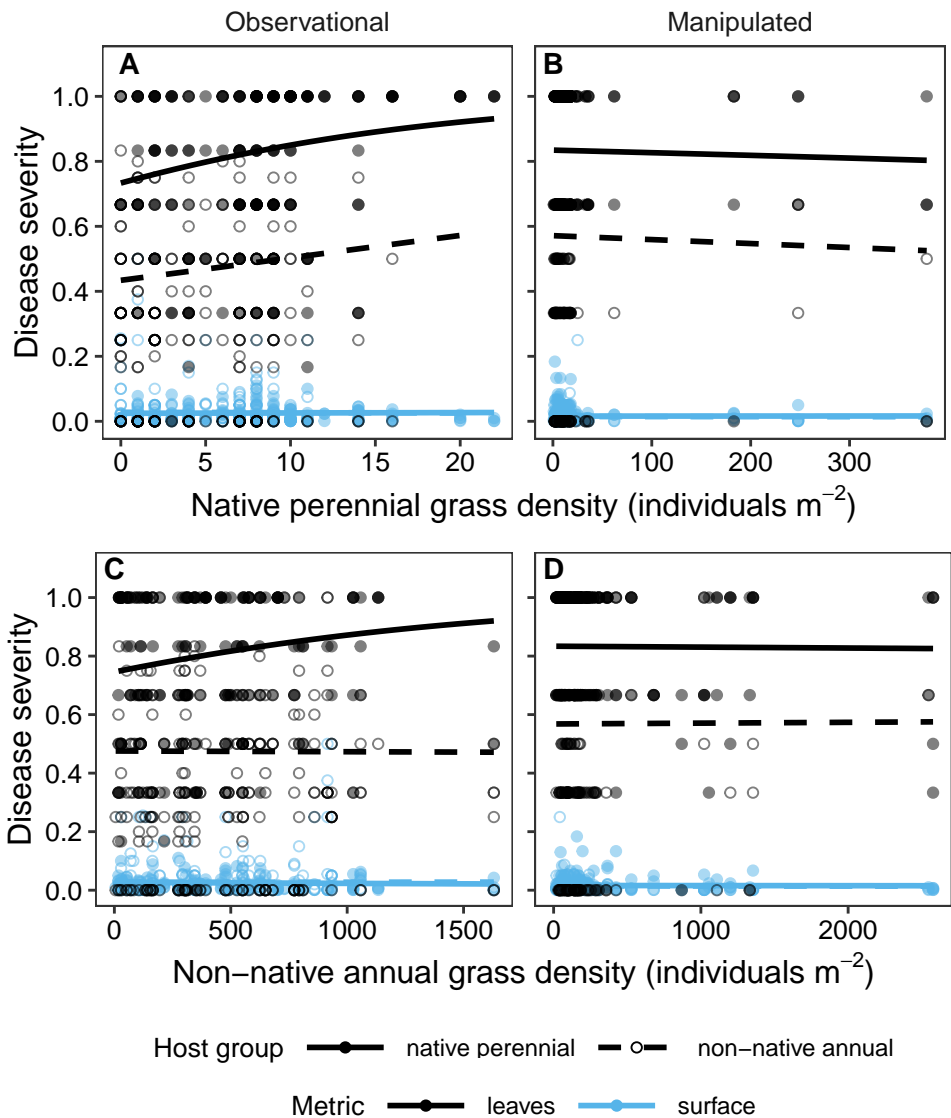 Observational Manipulated
A B
1.0
0.8
0.6
0.4
0.2
0.0
Disease severity
0 5 10 15 20 0 100 200 300
Native perennial grass density (individuals m−2)
C D
1.0
0.8
0.6
0.4
0.2
0.0
Disease severity
0 500 1000 1500 0 1000 2000
Non−native annual grass density (individuals m−2)
Host group native perennial non−native annual
Metric leaves surface